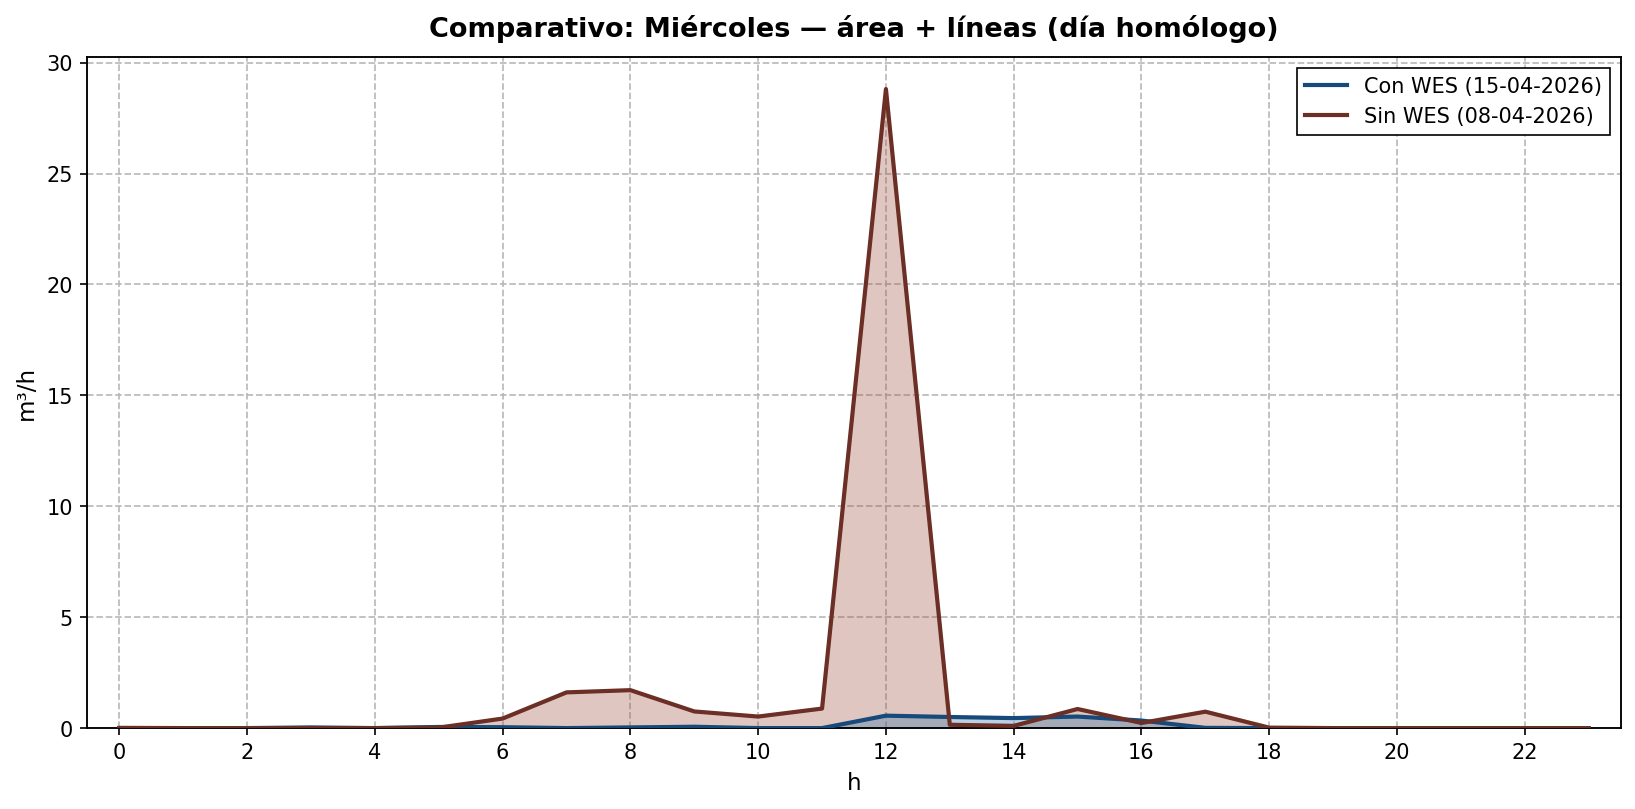 Comparativo: Miércoles — área + líneas (día homólogo)
Con WES (15-04-2026)
Sin WES (08-04-2026)
m³/h
30
25
20
15
10
5
0
0 2 4 6 8 10 12 14 16 18 20 22
h